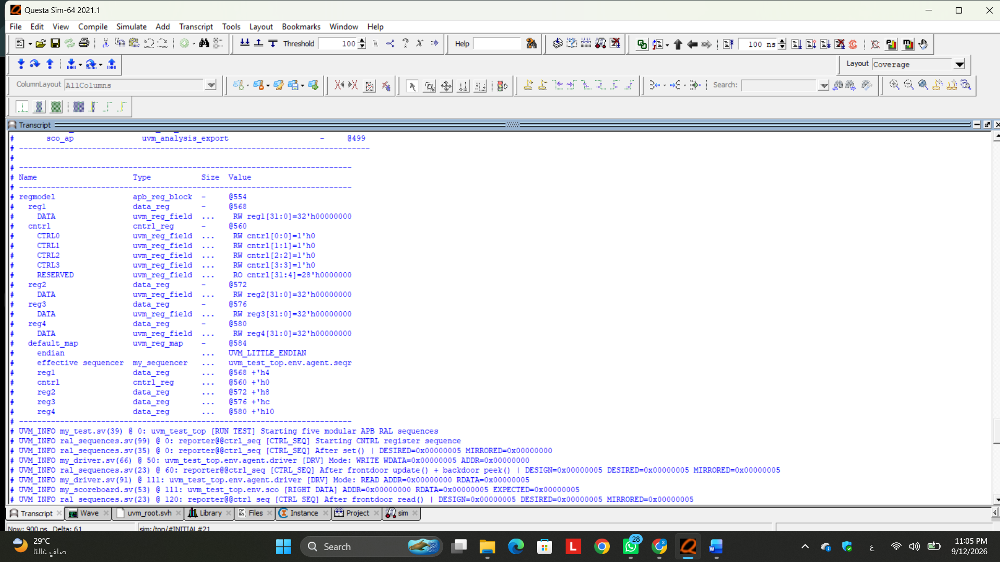 Questa Sim-64 2021.1
File Edit View Compile Simulate Add Transcript Tools Layout Bookmarks Window Help
Threshold 100 Help 100 ns
Layout Coverage
ColumnLayout AllColumns Search:
Transcript
# sco_ap uvm_analysis_export - @499
# -----------------------------------------------------------------------------
#
# -------------------------------------------------------------------------
# Name Type Size Value
# -------------------------------------------------------------------------
# regmodel apb_reg_block - @554
# reg1 data_reg - @568
# DATA uvm_reg_field ... RW reg1[31:0]=32'h00000000
# cntrl cntrl_reg - @560
# CTRL0 uvm_reg_field ... RW cntrl[0:0]=1'h0
# CTRL1 uvm_reg_field ... RW cntrl[1:1]=1'h0
# CTRL2 uvm_reg_field ... RW cntrl[2:2]=1'h0
# CTRL3 uvm_reg_field ... RW cntrl[3:3]=1'h0
# RESERVED uvm_reg_field ... RO cntrl[31:4]=28'h0000000
# reg2 data_reg - @572
# DATA uvm_reg_field ... RW reg2[31:0]=32'h00000000
# reg3 data_reg - @576
# DATA uvm_reg_field ... RW reg3[31:0]=32'h00000000
# reg4 data_reg - @580
# DATA uvm_reg_field ... RW reg4[31:0]=32'h00000000
# default_map uvm_reg_map - @584
# endian ... UVM_LITTLE_ENDIAN
# effective sequencer my_sequencer ... uvm_test_top.env.agent.seqr
# reg1 data_reg ... @568 +'h4
# cntrl cntrl_reg ... @560 +'h0
# reg2 data_reg ... @572 +'h8
# reg3 data_reg ... @576 +'hc
# reg4 data_reg ... @580 +'h10
# -------------------------------------------------------------------------
# UVM_INFO my_test.sv(39) @ 0: uvm_test_top [RUN TEST] Starting five modular APB RAL sequences
# UVM_INFO ral_sequences.sv(99) @ 0: reporter@@ctrl_seq [CTRL_SEQ] Starting CNTRL register sequence
# UVM_INFO ral_sequences.sv(35) @ 0: reporter@@ctrl_seq [CTRL_SEQ] After set() | DESIRED=0x00000005 MIRRORED=0x00000000
# UVM_INFO my_driver.sv(66) @ 50: uvm_test_top.env.agent.driver [DRV] Mode: WRITE WDATA=0x00000005 ADDR=0x00000000
# UVM_INFO ral_sequences.sv(23) @ 60: reporter@@ctrl_seq [CTRL_SEQ] After frontdoor update() + backdoor peek() | DESIGN=0x00000005 DESIRED=0x00000005 MIRRORED=0x00000005
# UVM_INFO my_driver.sv(91) @ 111: uvm_test_top.env.agent.driver [DRV] Mode: READ ADDR=0x00000000 RDATA=0x00000005
# UVM_INFO my_scoreboard.sv(53) @ 111: uvm_test_top.env.sco [RIGHT DATA] ADDR=0x00000000 RDATA=0x00000005 EXPECTED=0x00000005
# UVM_INFO ral_sequences.sv(23) @ 120: reporter@@ctrl_seq [CTRL_SEQ] After frontdoor read() | DESIGN=0x00000005 DESIRED=0x00000005 MIRRORED=0x00000005
Transcript Wave uvm_root.svh Library Files Instance Project sim
Now: 900 ns Delta: 61 sim:/top/#INITIAL#21
29°C
صافٍ غالبًا
Search
28
ع
11:05 PM
9/12/2026